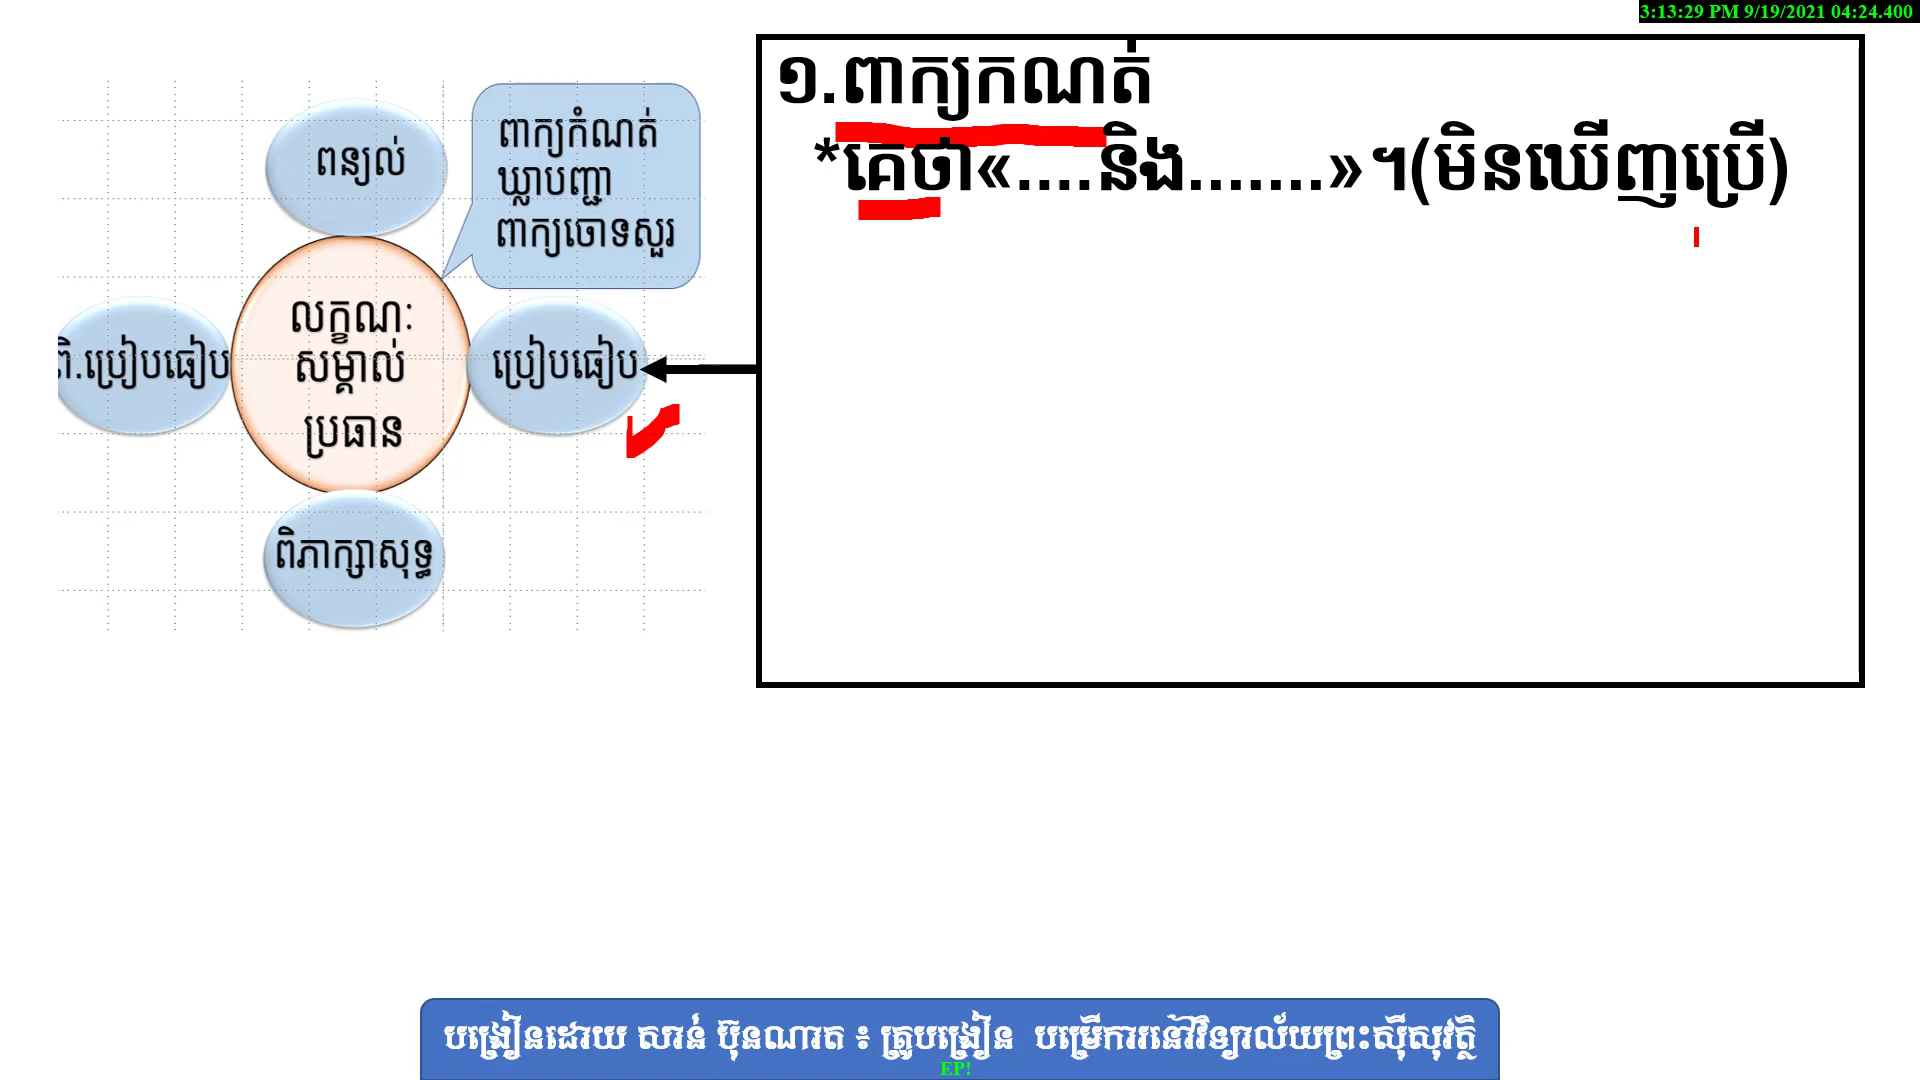 3:13:29 PM 9/19/2021 04:24.400
១.ពាក្យកណត់
*គេថា«....និង.......»។(មិនឃើញប្រើ)
ពាក្យកំណត់
ឃ្លាបញ្ជា
ពាក្យចោទសួរ
ពន្យល់
លក្ខណៈ
សម្គាល់
ប្រធាន
ពិ.ប្រៀបធៀប
ប្រៀបធៀប
ពិភាក្សាសុទ្ធ
បង្រៀនដោយ សាន់ ប៊ុនណាត ៖ គ្រូបង្រៀន បម្រើការនៅវិទ្យាល័យព្រះស៊ីសុវត្ថិ
EP!